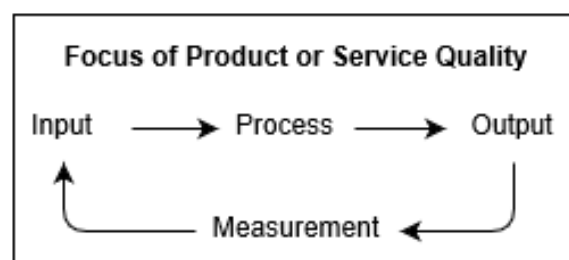 Focus of Product or Service Quality
Input Process Output
Measurement